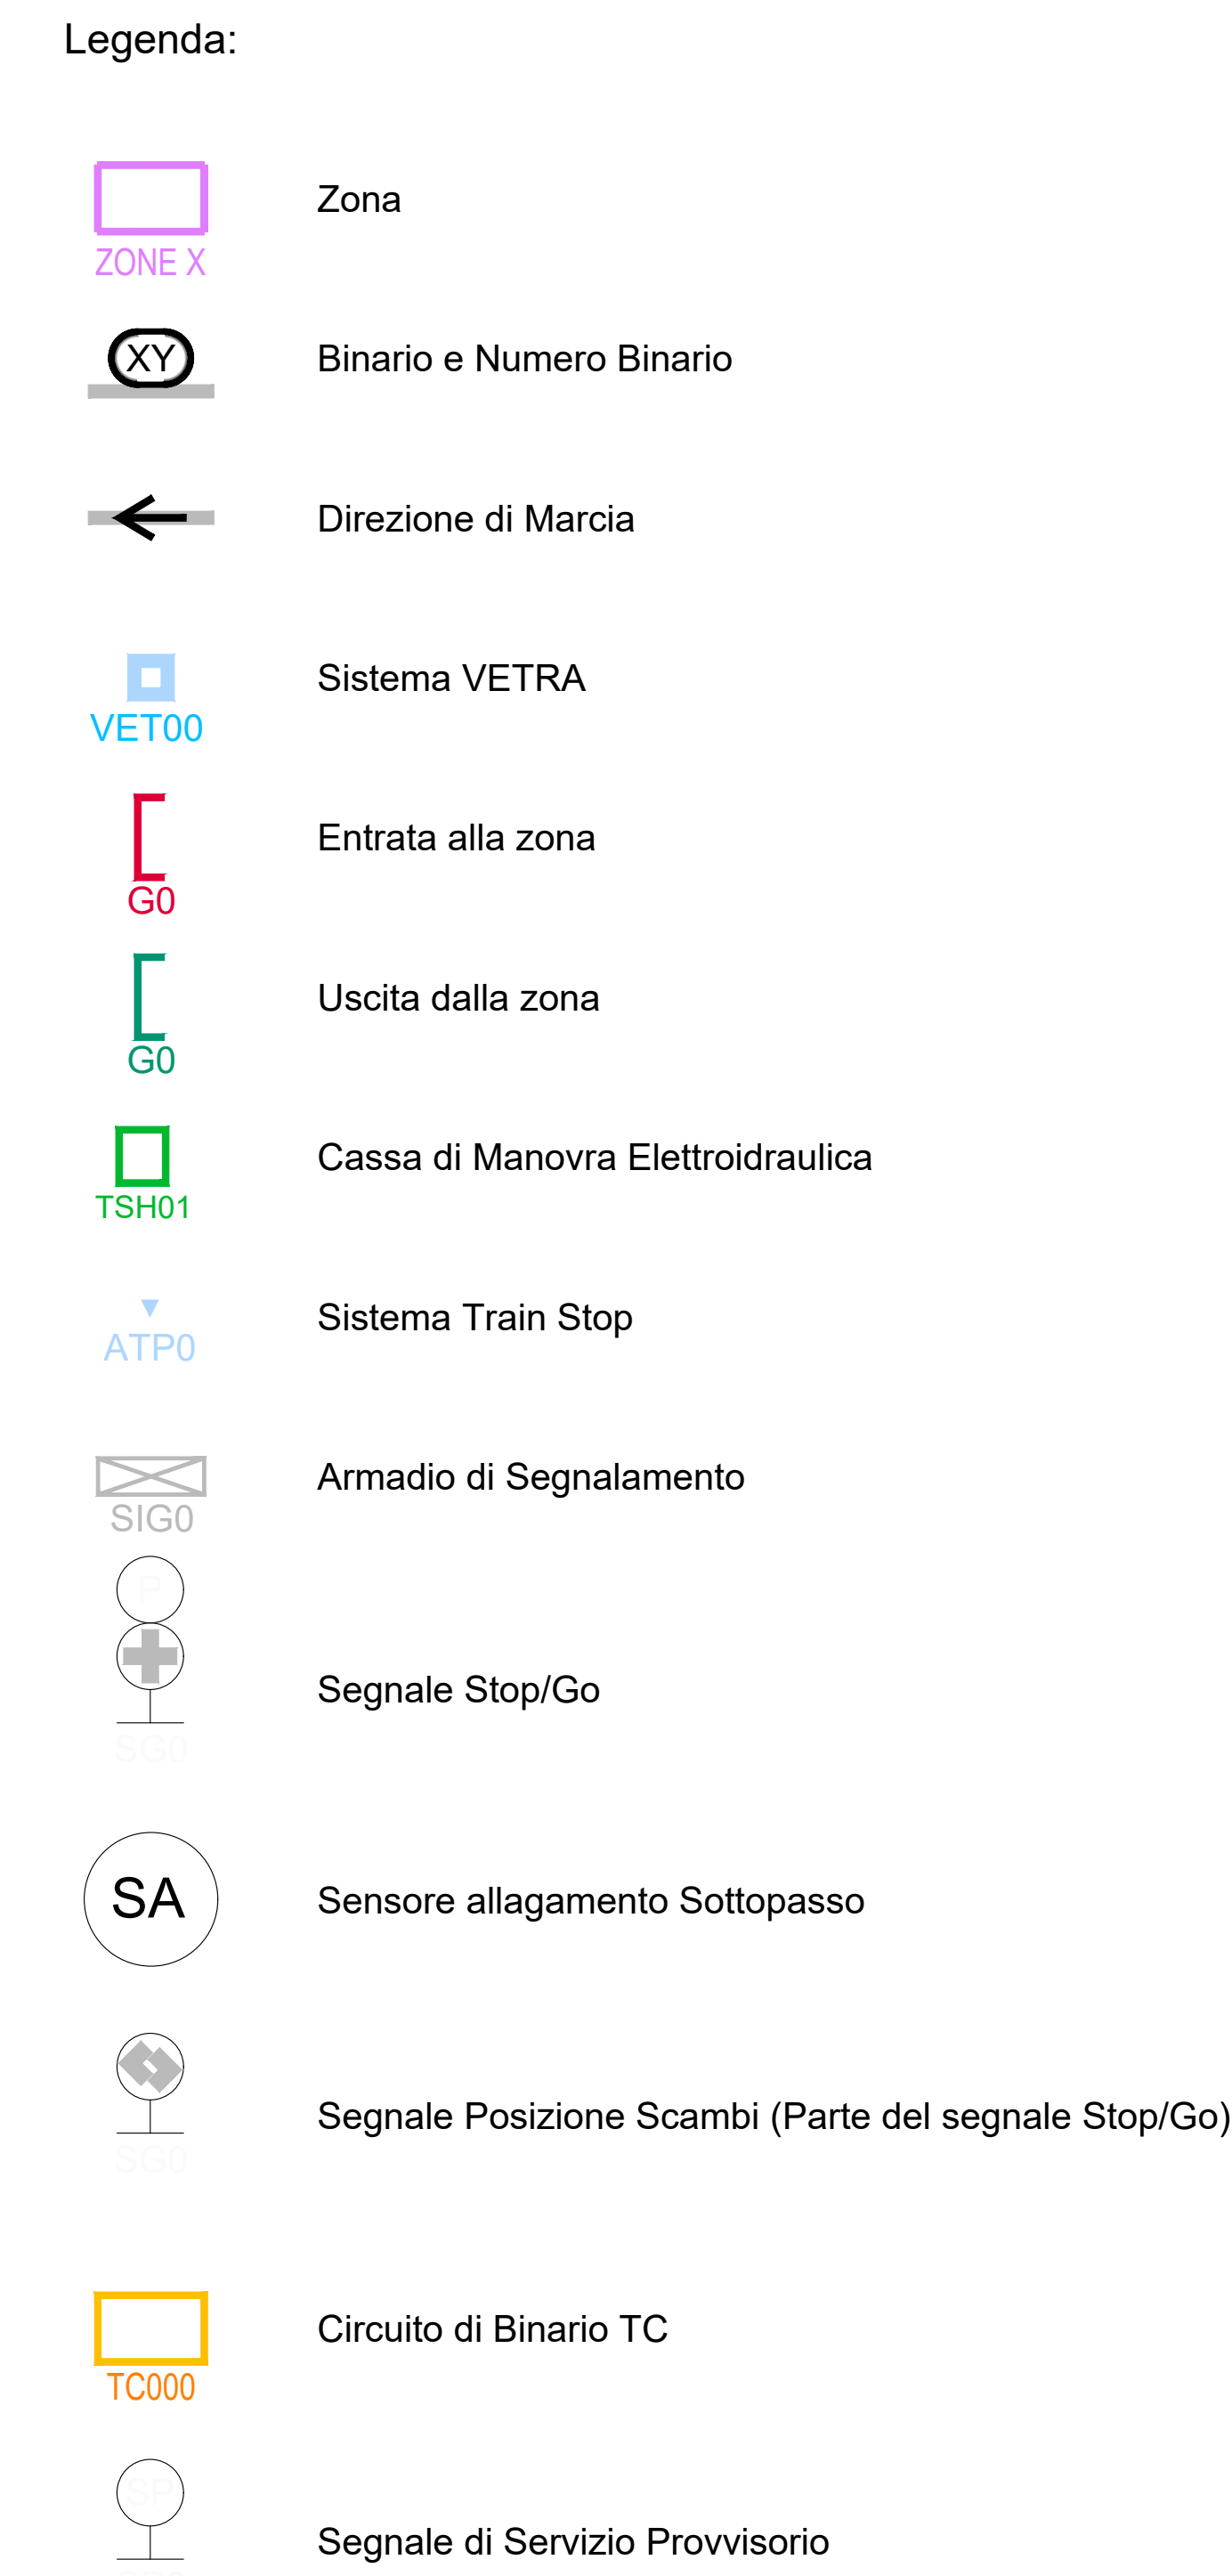 Legenda:
Zona
ZONE X
XY
Binario e Numero Binario
Direzione di Marcia
Sistema VETRA
VET00
Entrata alla zona
G0
Uscita dalla zona
G0
Cassa di Manovra Elettroidraulica
TSH01
Sistema Train Stop
ATP0
Armadio di Segnalamento
SIG0
P
Segnale Stop/Go
SG0
SA
Sensore allagamento Sottopasso
Segnale Posizione Scambi (Parte del segnale Stop/Go)
SG0
Circuito di Binario TC
TC000
SP
Segnale di Servizio Provvisorio